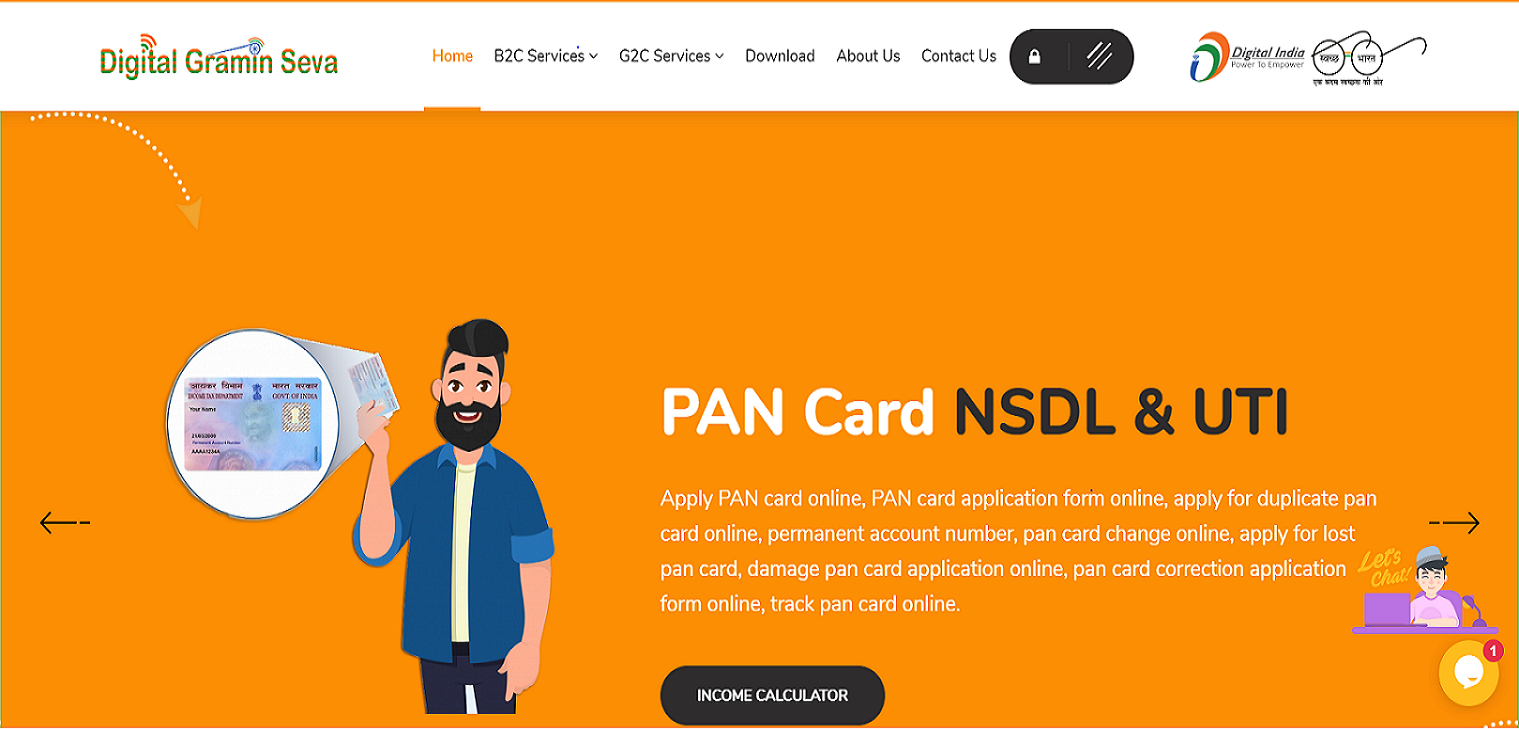 Digital Gramin Seva
Home B2C Services G2C Services Download About Us Contact Us
Digital India
Power To Empower
स्वच्छ भारत
एक कदम स्वच्छता की ओर
आयकर विभाग भारत सरकार
INCOME TAX DEPARTMENT GOVT. OF INDIA
Your Name
Permanent Account Number
AAAA1234A
PAN Card NSDL & UTI
Apply PAN card online, PAN card application form online, apply for duplicate pan
card online, permanent account number, pan card change online, apply for lost
pan card, damage pan card application online, pan card correction application
form online, track pan card online.
Let's
Chat!
1
INCOME CALCULATOR